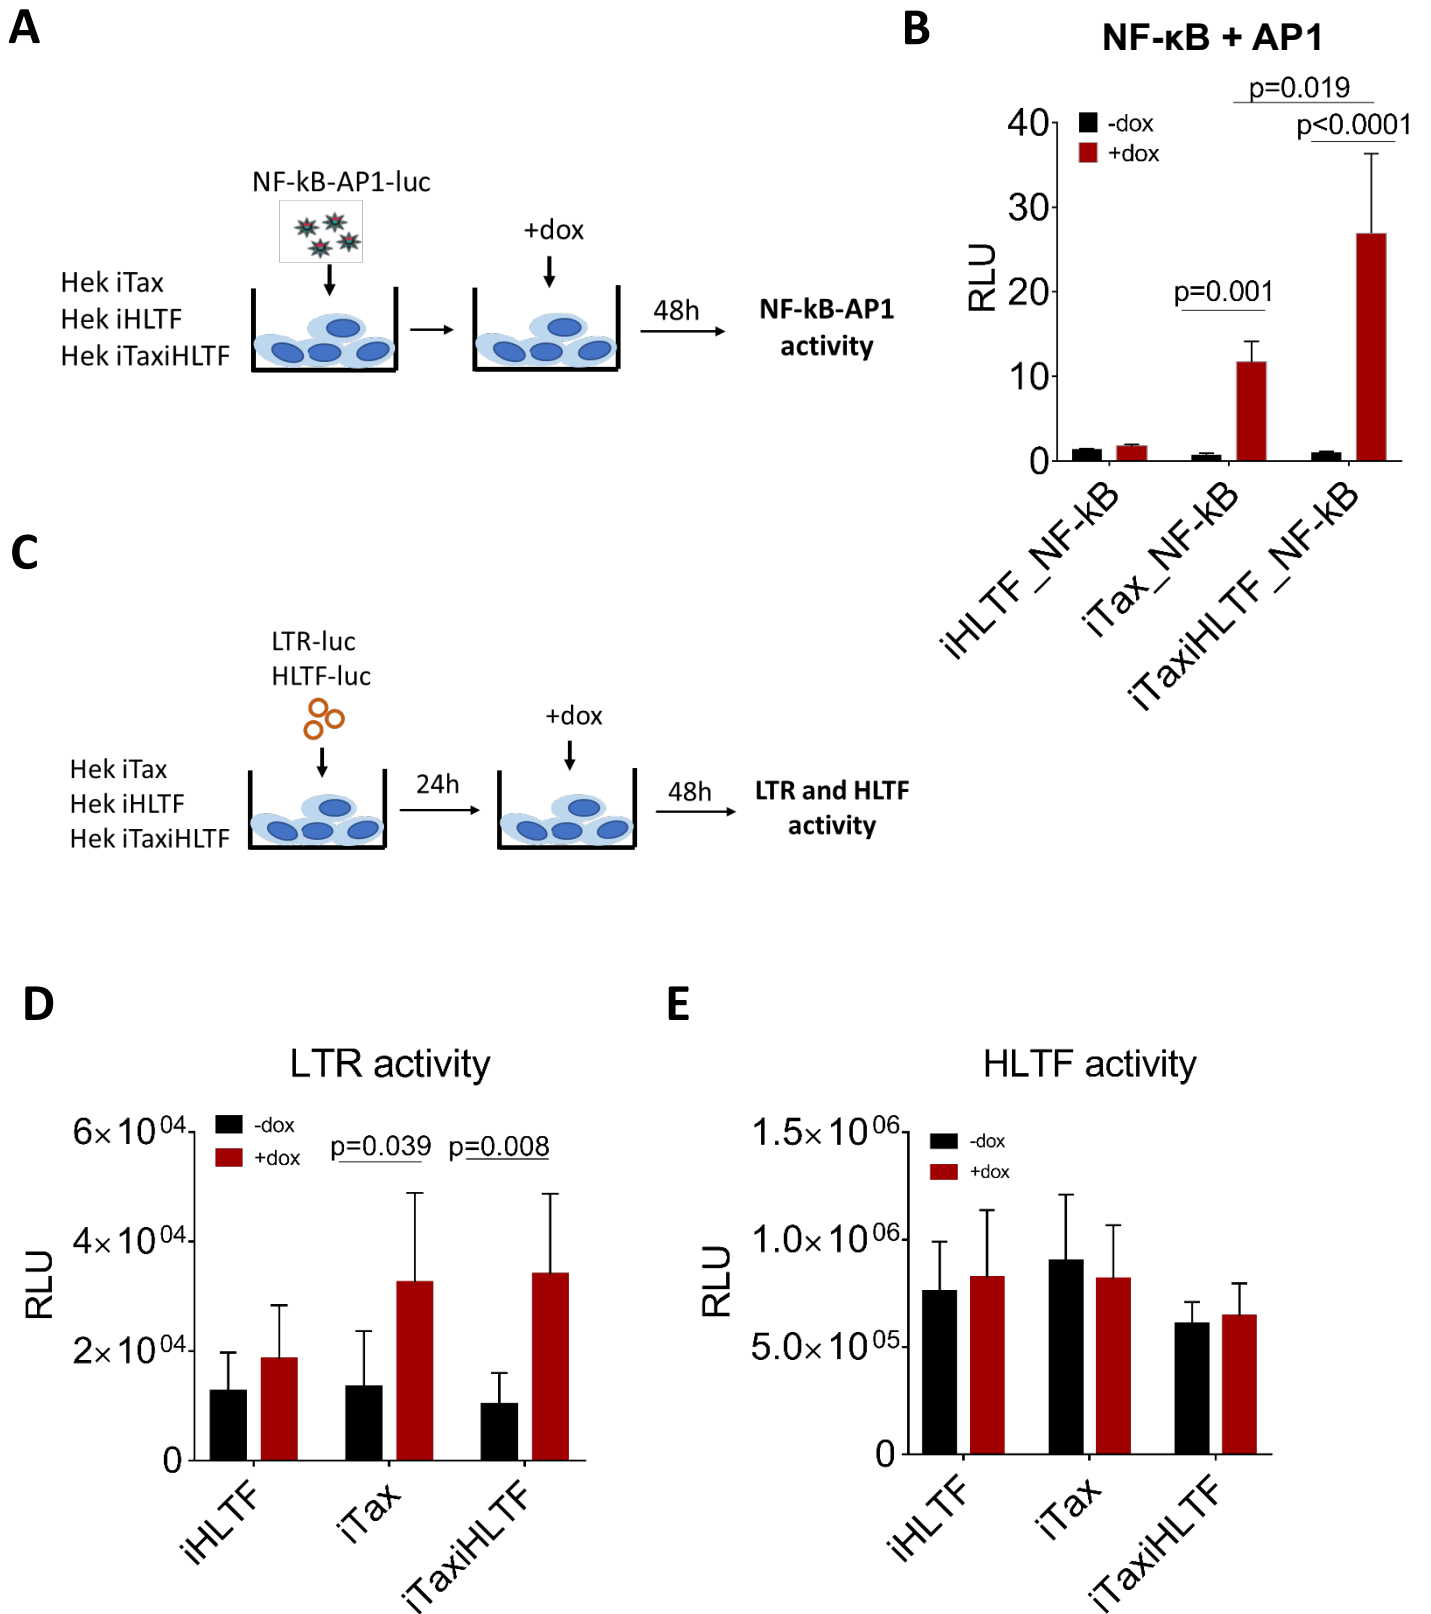 A
NF-kB-AP1-luc
Hek iTax
Hek iHLTF
Hek iTaxiHLTF
+dox
48h
NF-kB-AP1
activity
B
NF-κB + AP1
p=0.019
-dox
+dox
p<0.0001
p=0.001
RLU
40
30
20
10
0
iHLTF_NF-κB
iTax_NF-κB
iTaxiHLTF_NF-κB
C
LTR-luc
HLTF-luc
Hek iTax
Hek iHLTF
Hek iTaxiHLTF
24h
+dox
48h
LTR and HLTF
activity
D
LTR activity
-dox
+dox
p=0.039
p=0.008
RLU
6×10⁰⁴
4×10⁰⁴
2×10⁰⁴
0
iHLTF
iTax
iTaxiHLTF
E
HLTF activity
-dox
+dox
RLU
1.5×10⁰⁶
1.0×10⁰⁶
5.0×10⁰⁵
0
iHLTF
iTax
iTaxiHLTF